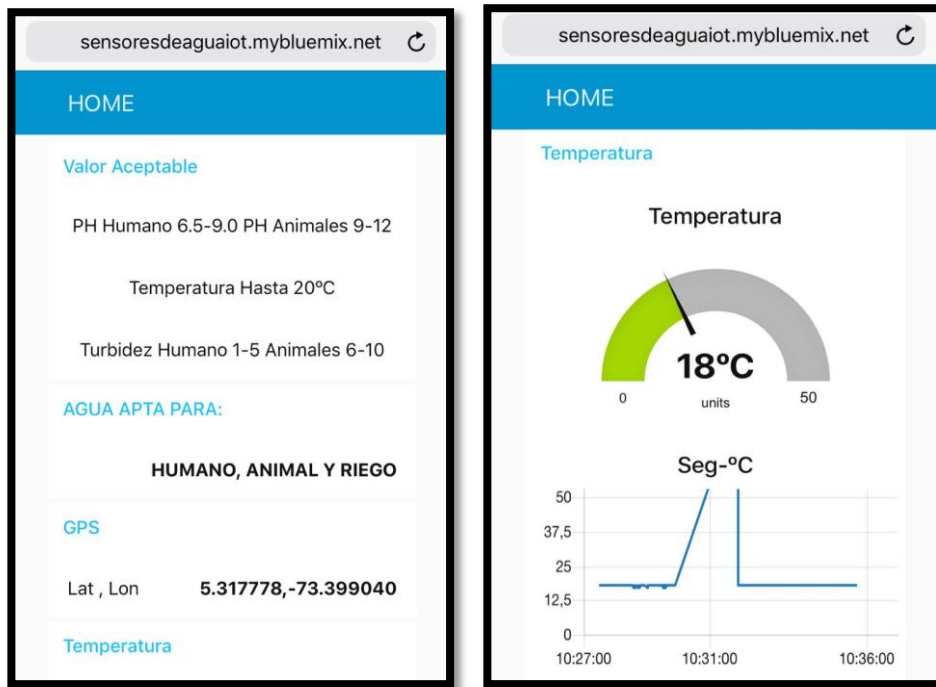 sensoresdeaguaiot.mybluemix.net
HOME
Valor Aceptable
PH Humano 6.5-9.0 PH Animales 9-12
Temperatura Hasta 20ºC
Turbidez Humano 1-5 Animales 6-10
AGUA APTA PARA:
HUMANO, ANIMAL Y RIEGO
GPS
Lat , Lon 5.317778,-73.399040
Temperatura
sensoresdeaguaiot.mybluemix.net
HOME
Temperatura
Temperatura
18ºC
0 units 50
Seg-ºC
50
37,5
25
12,5
0
10:27:00 10:31:00 10:36:00